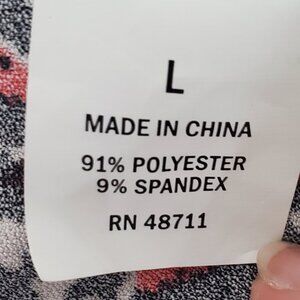 L
MADE IN CHINA
91% POLYESTER
9% SPANDEX
RN 48711